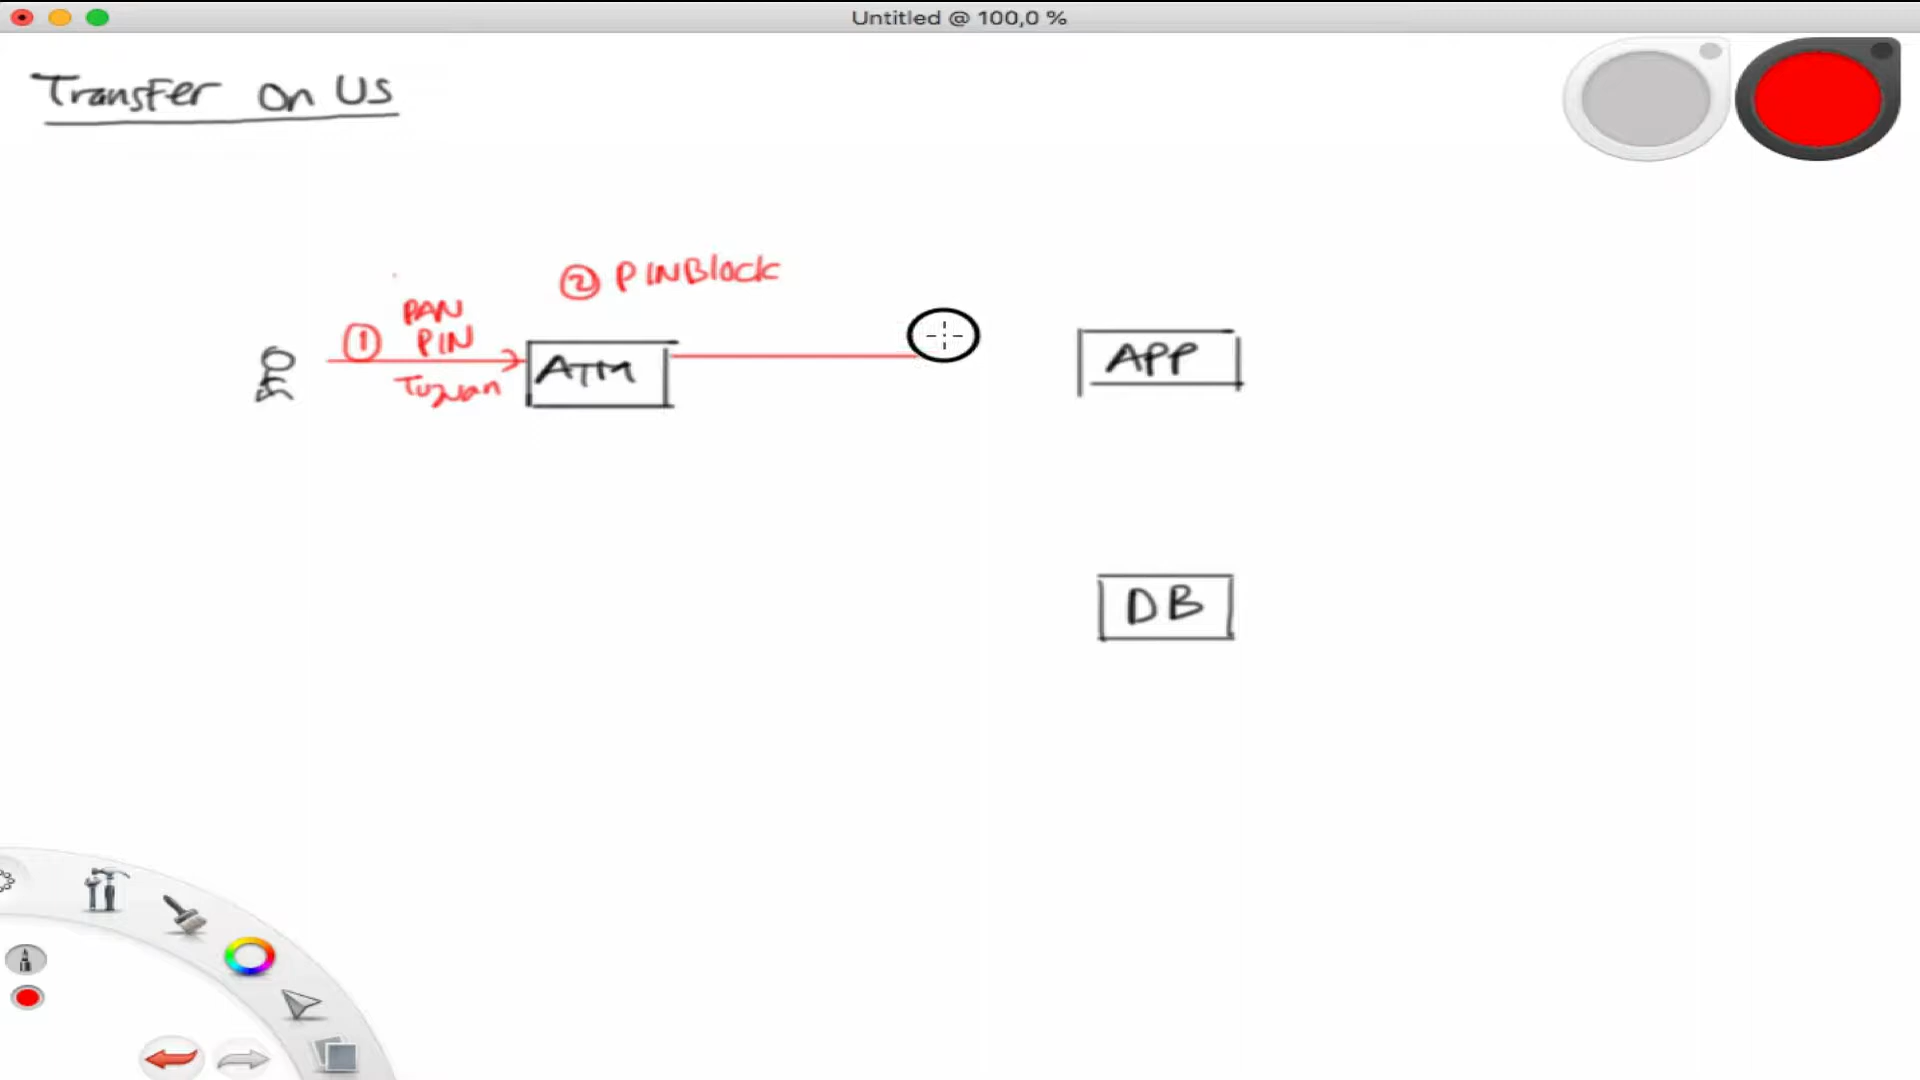 Untitled @ 100,0 %
Transfer On Us
② PINBlock
① PAN
PIN
Tujuan
ATM
APP
DB